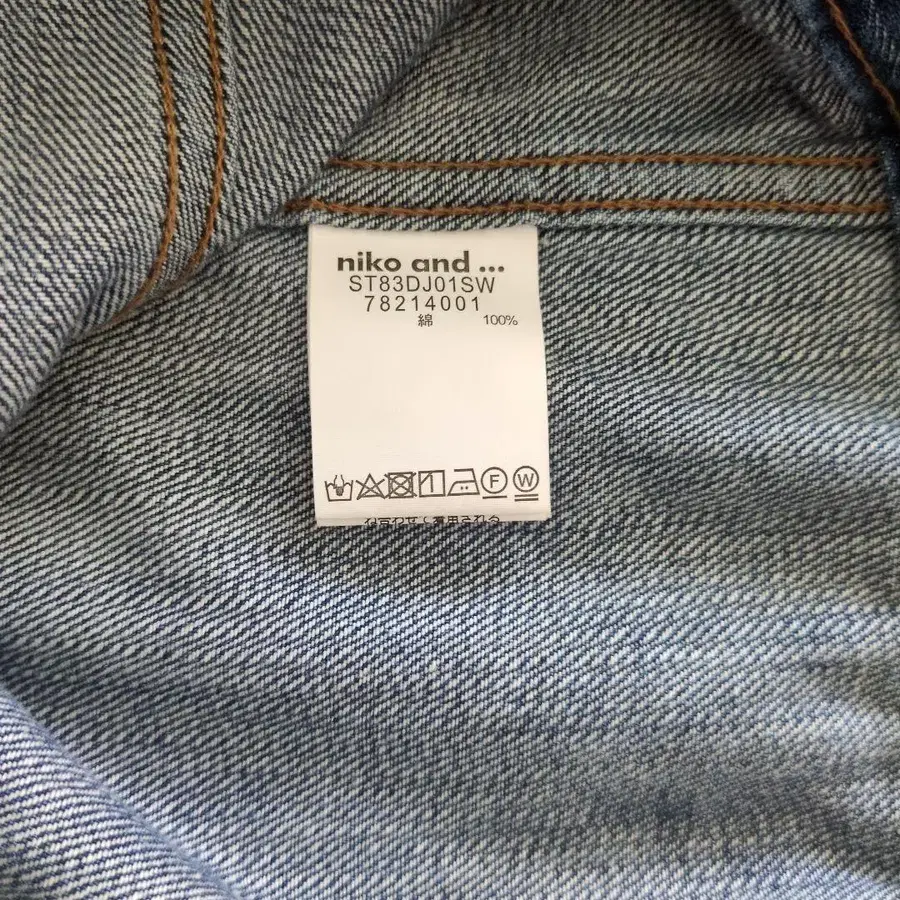 niko and ...
ST83DJ01SW
78214001
綿 100%
F W